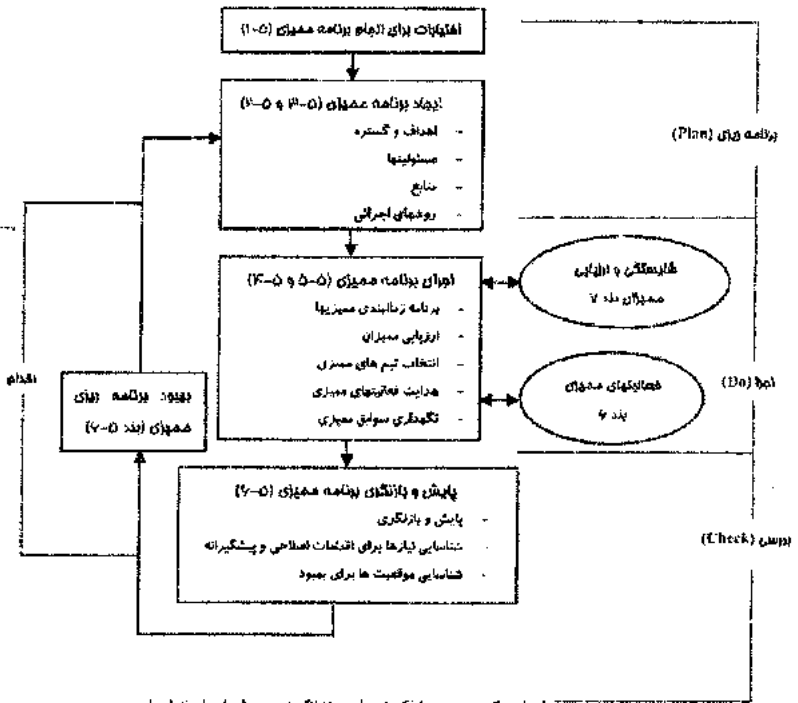 اختیارات برای انجام برنامه ممیزی (۵-۱)
ایجاد برنامه ممیزی (۵-۳ و ۵-۲)
- اهداف و گستره
- مسئولیتها
- منابع
- روشهای اجرائی
برنامه ریزی (Plan)
اجرای برنامه ممیزی (۵-۵ و ۵-۴)
- برنامه زمانبندی ممیزیها
- ارزیابی ممیزان
- انتخاب تیم های ممیزی
- هدایت فعالیتهای ممیزی
- نگهداری سوابق ممیزی
شایستگی و ارزیابی
ممیزان بند ۷
فعالیتهای ممیزی
بند ۶
اجرا (Do)
اقدام
بهبود برنامه ریزی
ممیزی (بند ۵-۶)
پایش و بازنگری برنامه ممیزی (۵-۶)
- پایش و بازنگری
- شناسایی نیازها برای اقدامات اصلاحی و پیشگیرانه
- شناسایی موقعیت ها برای بهبود
بررسی (Check)